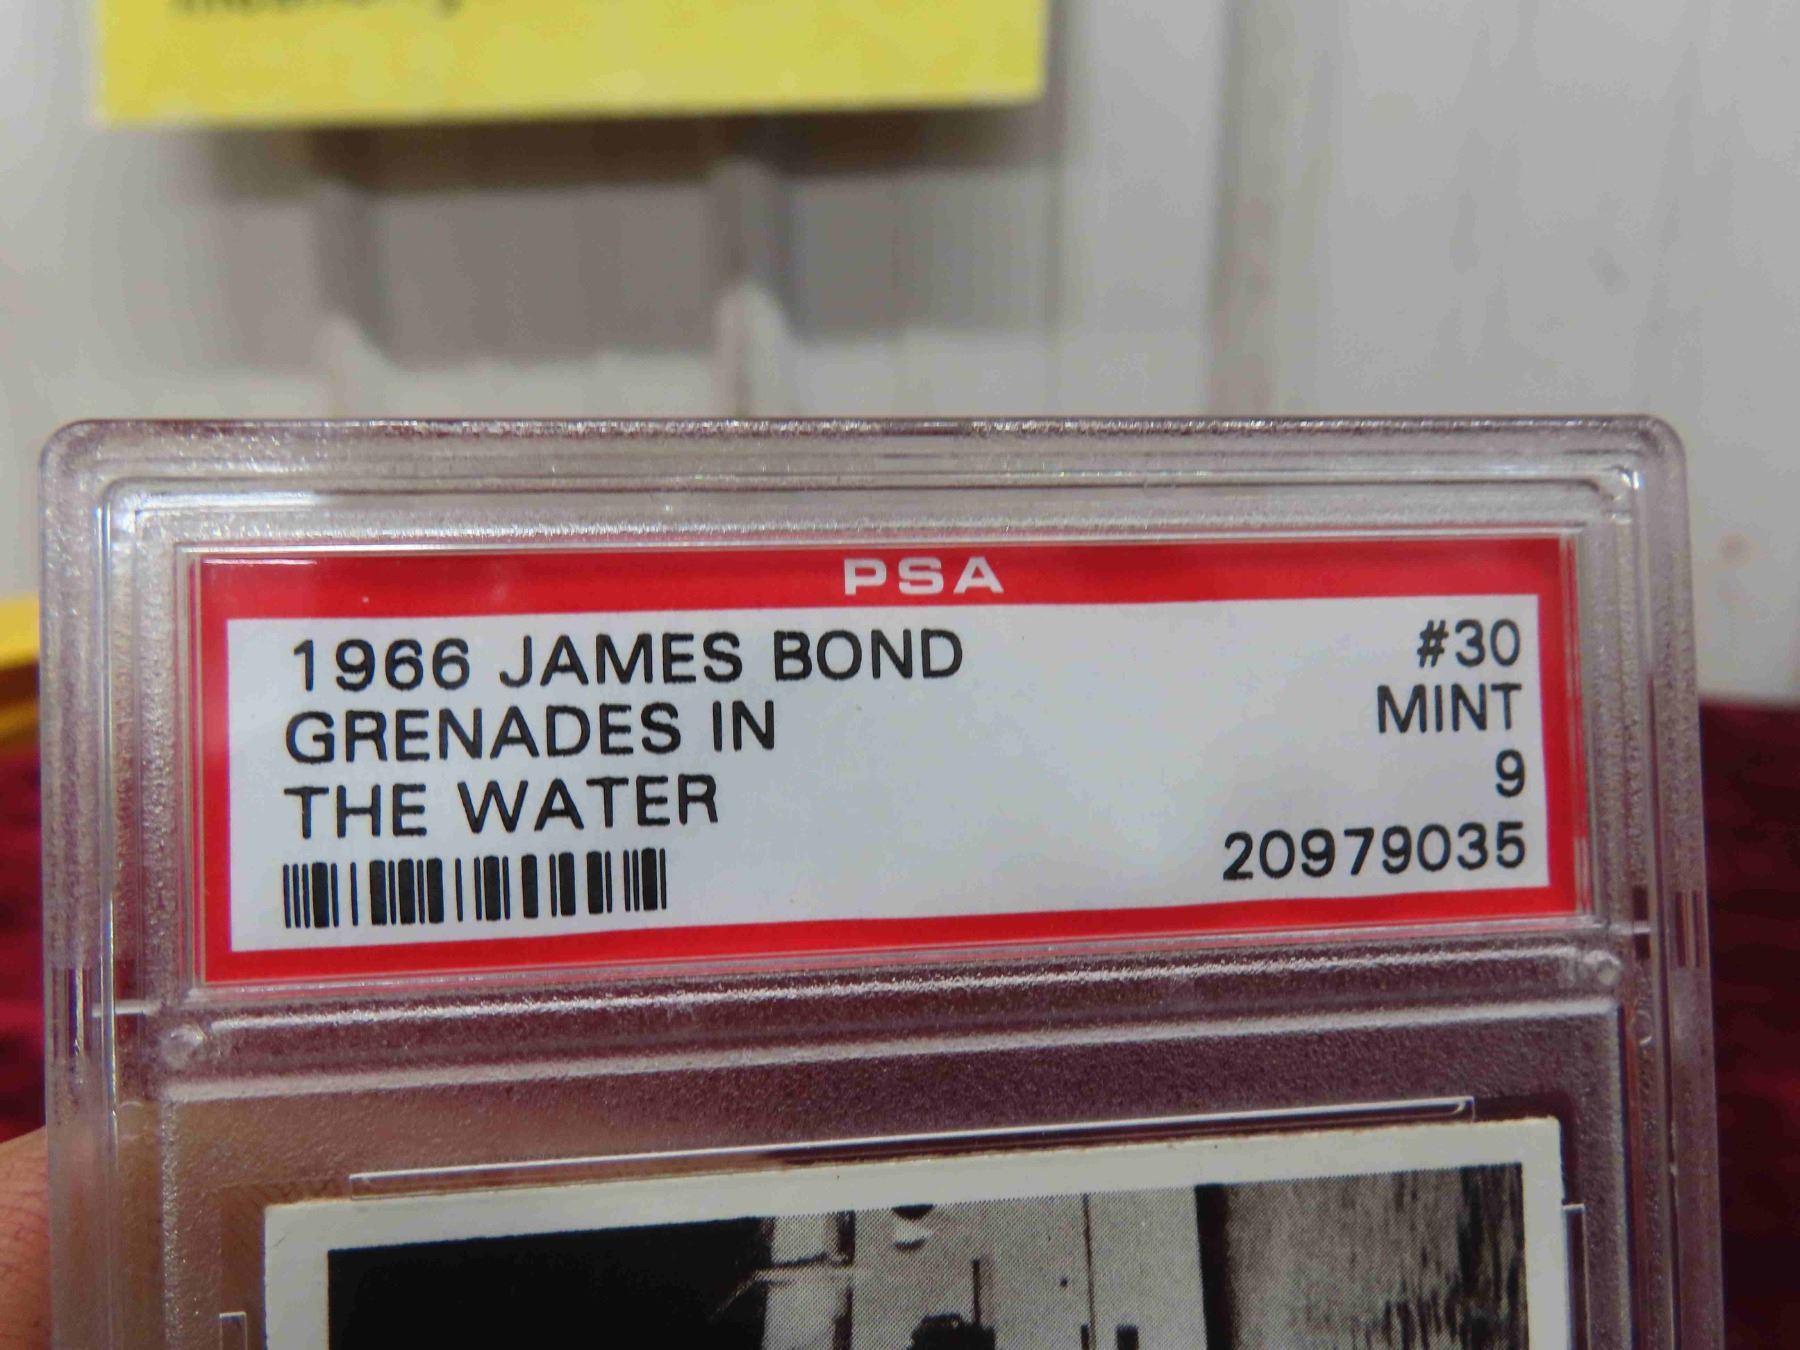 PSA
1966 JAMES BOND #30
GRENADES IN MINT
THE WATER 9
20979035